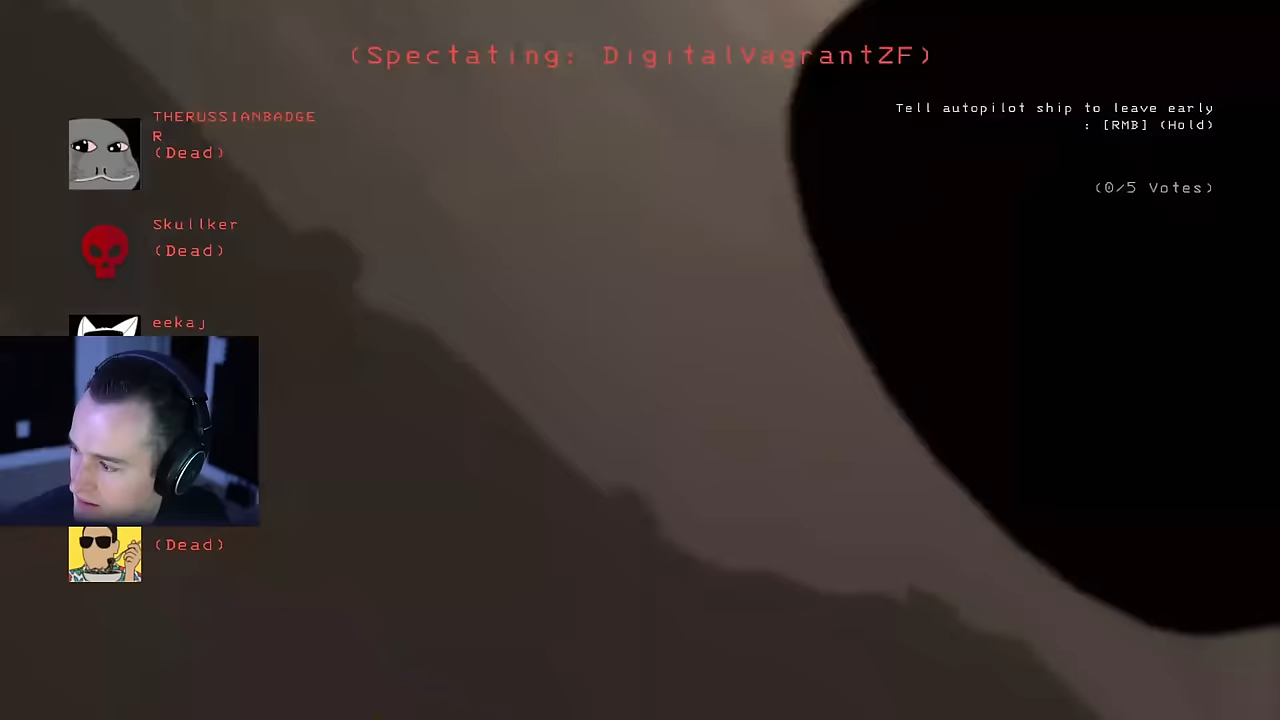 (Spectating: DigitalVagrantZF)
Tell autopilot ship to leave early
: [RMB] (Hold)
(0/5 Votes)
THERUSSIANBADGE
R
(Dead)
Skullker
(Dead)
eekaj
(Dead)